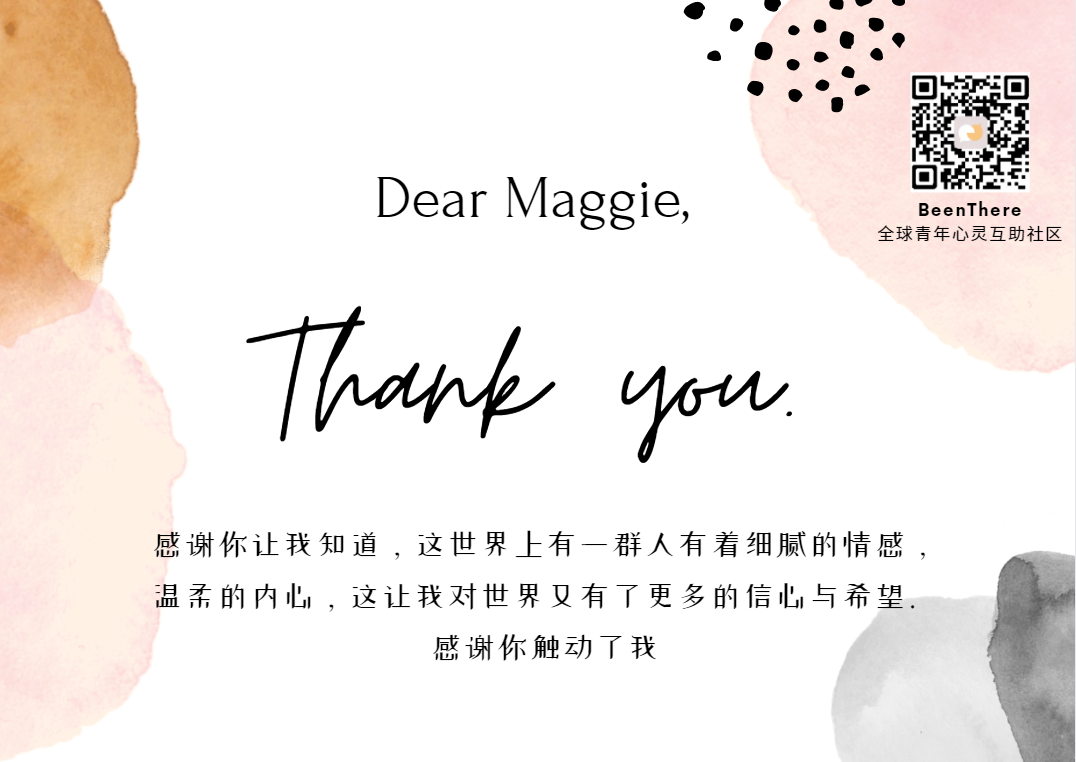 BeenThere
全球青年心灵互助社区
Dear Maggie,
Thank you.
感谢你让我知道，这世界上有一群人有着细腻的情感，
温柔的内心，这让我对世界又有了更多的信心与希望.
感谢你触动了我